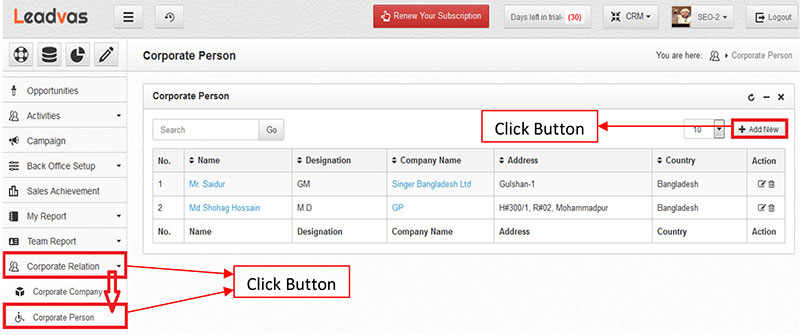 Leadvas
Renew Your Subscription
Days left in trial- (30)
CRM
SEO-2
Logout
Corporate Person
You are here:
Corporate Person
Opportunities
Activities
Campaign
Back Office Setup
Sales Achievement
My Report
Team Report
Corporate Relation
Corporate Company
Corporate Person
Corporate Person
Search
Go
Click Button
10
Add New
No. Name Designation Company Name Address Country Action
1 Mr. Saidur GM Singer Bangladesh Ltd Gulshan-1 Bangladesh
2 Md.Shohag Hossain M.D GP H#300/1, R#02, Mohammadpur Bangladesh
No. Name Designation Company Name Address Country Action
Click Button